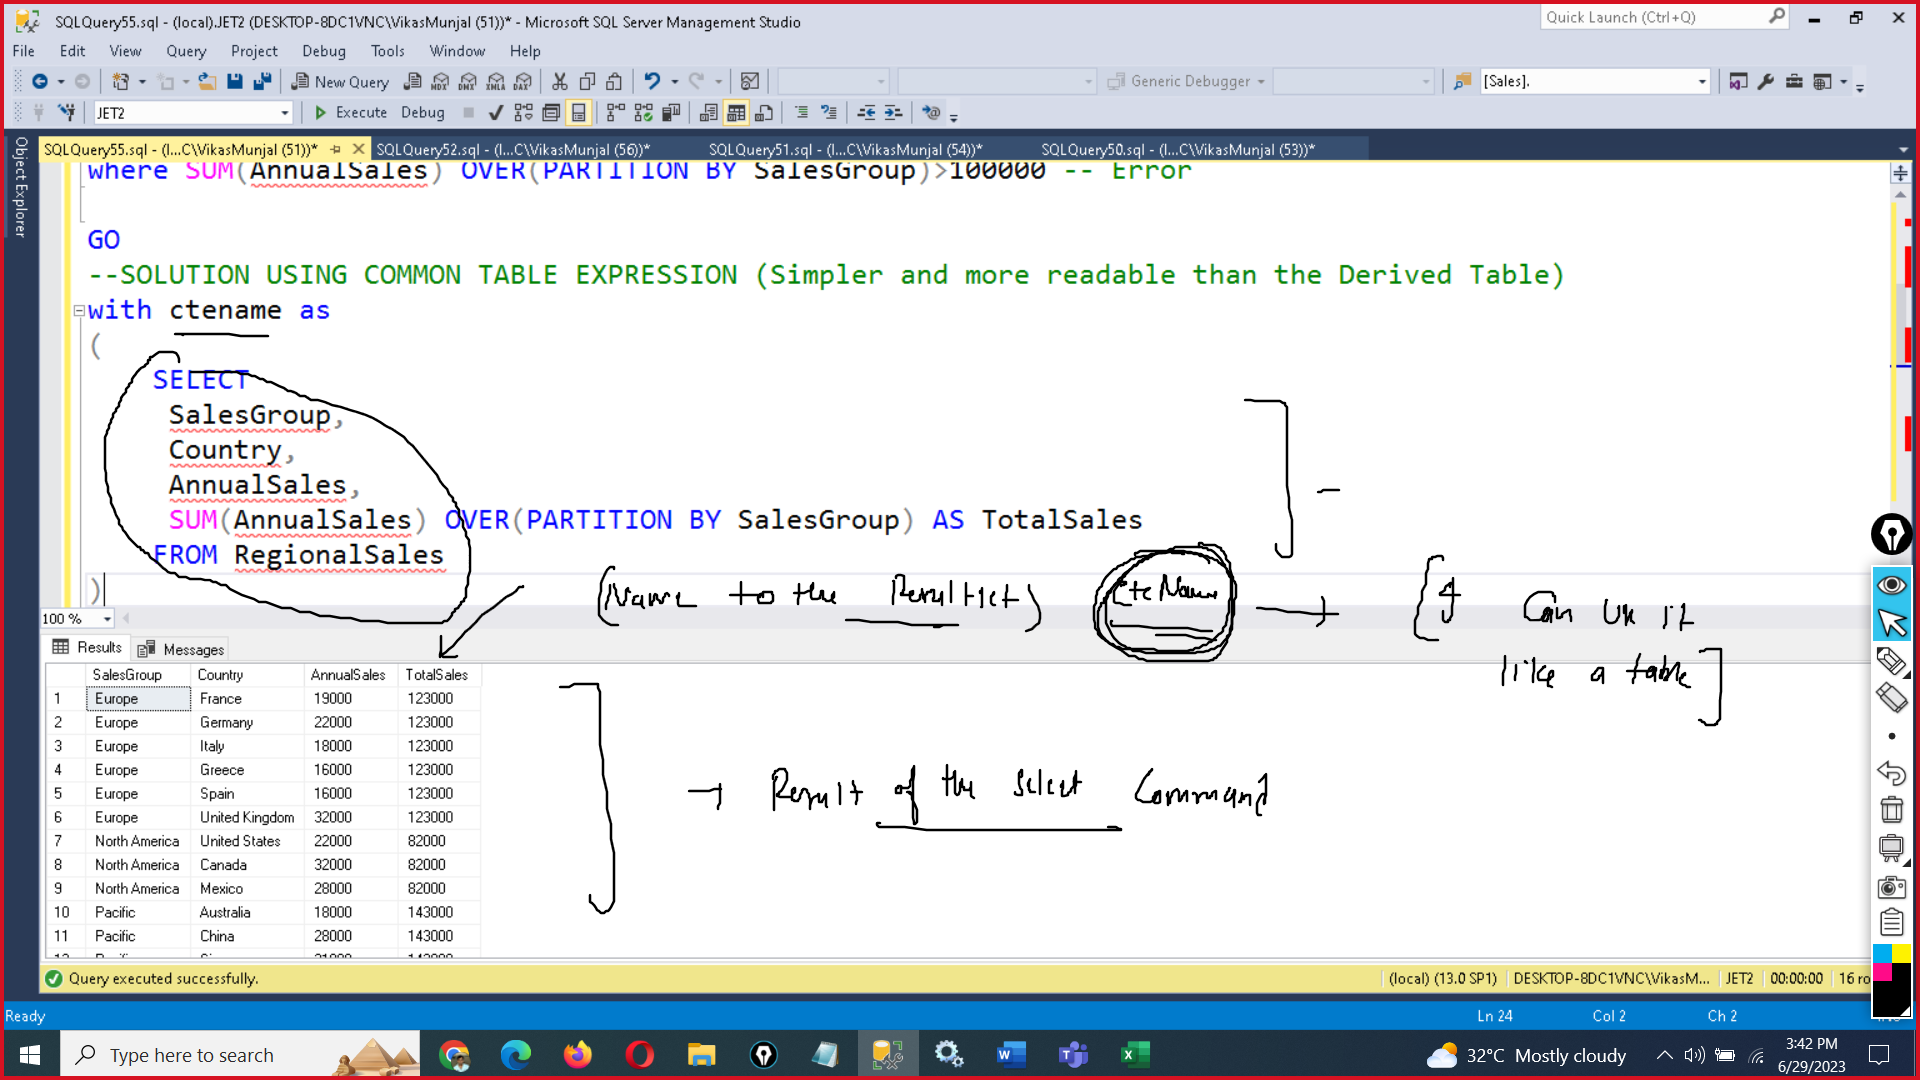 SQLQuery55.sql - (local).JET2 (DESKTOP-8DC1VNC\VikasMunjal (51))* - Microsoft SQL Server Management Studio
Quick Launch (Ctrl+Q)
File Edit View Query Project Debug Tools Window Help
New Query
Generic Debugger
[Sales].
JET2
Execute Debug
Object Explorer
SQLQuery55.sql - (l...C\VikasMunjal (51))*
SQLQuery52.sql - (l...C\VikasMunjal (56))*
SQLQuery51.sql - (l...C\VikasMunjal (54))*
SQLQuery50.sql - (l...C\VikasMunjal (53))*
where SUM(AnnualSales) OVER(PARTITION BY SalesGroup)>100000 -- Error
GO
--SOLUTION USING COMMON TABLE EXPRESSION (Simpler and more readable than the Derived Table)
with ctename as
(
SELECT
SalesGroup,
Country,
AnnualSales,
SUM(AnnualSales) OVER(PARTITION BY SalesGroup) AS TotalSales
FROM RegionalSales
)
(Name to the Resultset) CteName → [I Can Use it
like a table]
100 %
Results Messages
SalesGroup Country AnnualSales TotalSales
1 Europe France 19000 123000
2 Europe Germany 22000 123000
3 Europe Italy 18000 123000
4 Europe Greece 16000 123000
5 Europe Spain 16000 123000
6 Europe United Kingdom 32000 123000
7 North America United States 22000 82000
8 North America Canada 32000 82000
9 North America Mexico 28000 82000
10 Pacific Australia 18000 143000
11 Pacific China 28000 143000
→ Result of the Select Command
Query executed successfully.
(local) (13.0 SP1) DESKTOP-8DC1VNC\VikasM... JET2 00:00:00 16 ro
Ready
Ln 24 Col 2 Ch 2
Type here to search
32°C Mostly cloudy
3:42 PM
6/29/2023